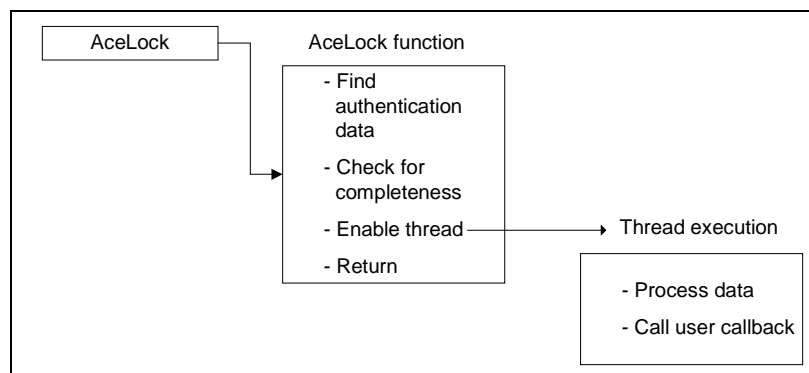 AceLock
AceLock function
- Find
authentication
data
- Check for
completeness
- Enable thread
- Return
Thread execution
- Process data
- Call user callback